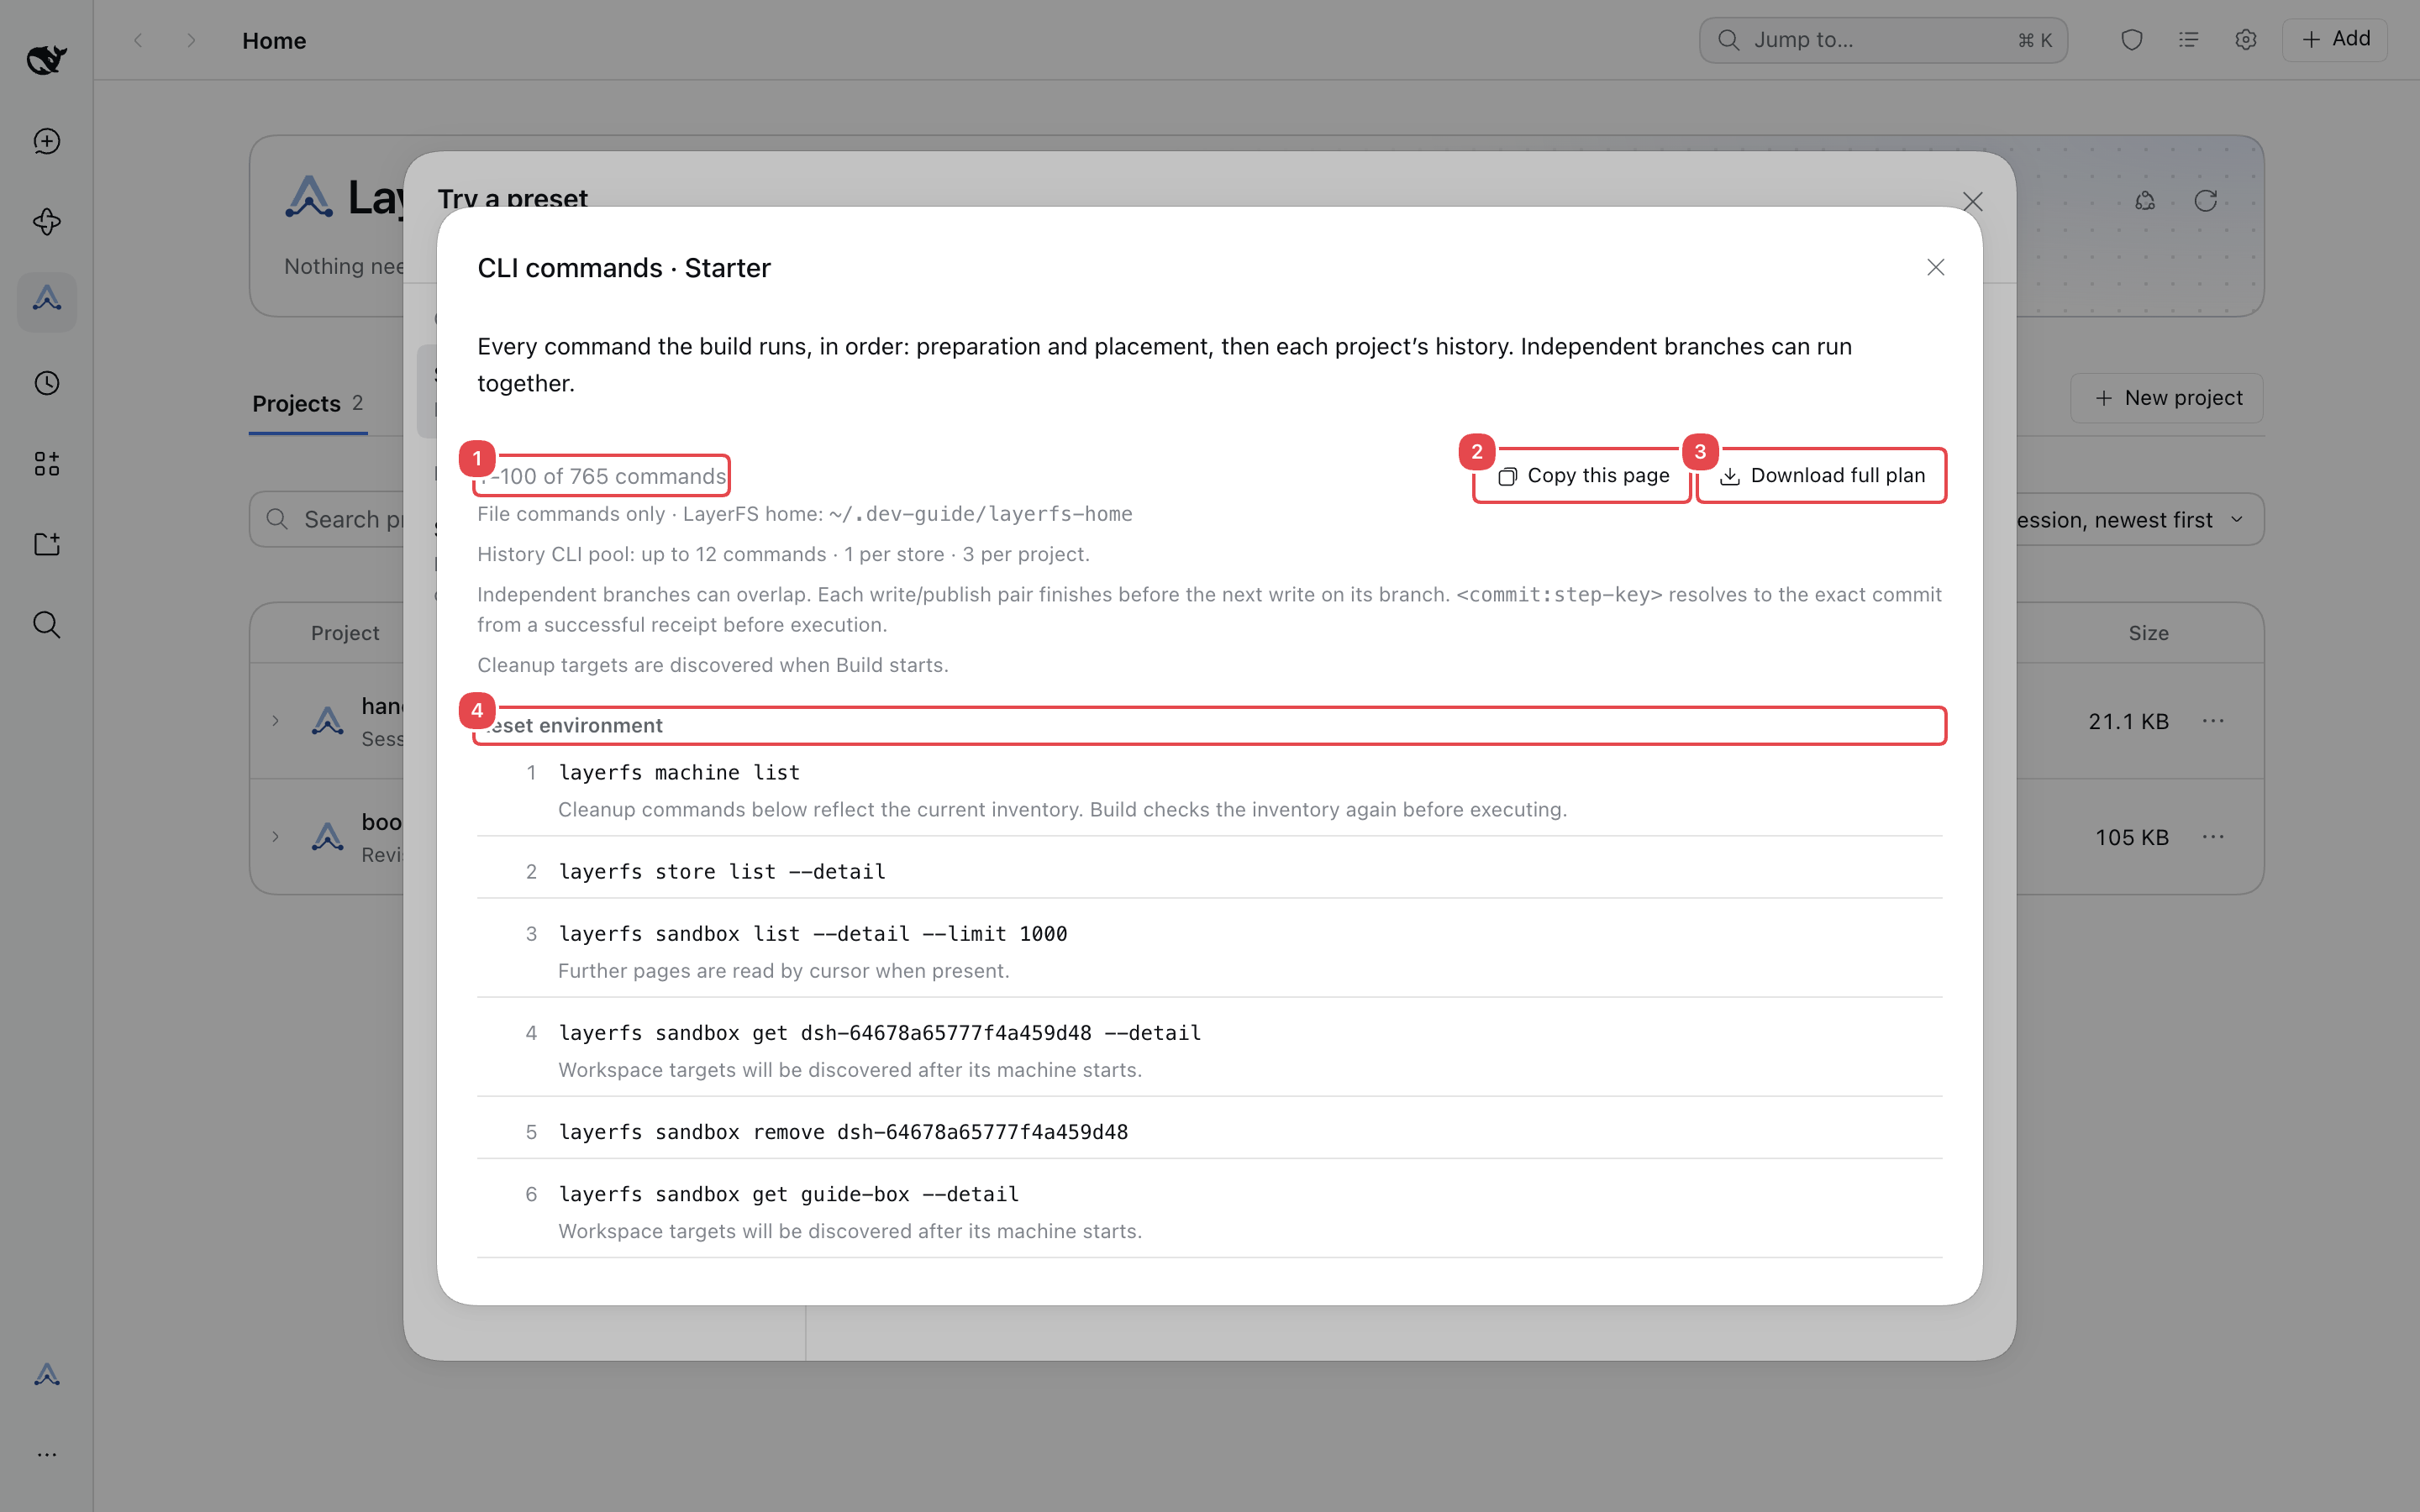 Home
Jump to...
⌘ K
Add
Lay
Try a preset
Nothing nee
CLI commands · Starter
Every command the build runs, in order: preparation and placement, then each project's history. Independent branches can run
together.
Projects 2
New project
1
-100 of 765 commands
2
Copy this page
3
Download full plan
File commands only · LayerFS home: ~/.dev-guide/layerfs-home
Search pr
ession, newest first
History CLI pool: up to 12 commands · 1 per store · 3 per project.
Independent branches can overlap. Each write/publish pair finishes before the next write on its branch. <commit:step-key> resolves to the exact commit
from a successful receipt before execution.
Project
Size
Cleanup targets are discovered when Build starts.
4
eset environment
han
Sess
21.1 KB
1 layerfs machine list
Cleanup commands below reflect the current inventory. Build checks the inventory again before executing.
boo
Revi
105 KB
2 layerfs store list --detail
3 layerfs sandbox list --detail --limit 1000
Further pages are read by cursor when present.
4 layerfs sandbox get dsh-64678a65777f4a459d48 --detail
Workspace targets will be discovered after its machine starts.
5 layerfs sandbox remove dsh-64678a65777f4a459d48
6 layerfs sandbox get guide-box --detail
Workspace targets will be discovered after its machine starts.